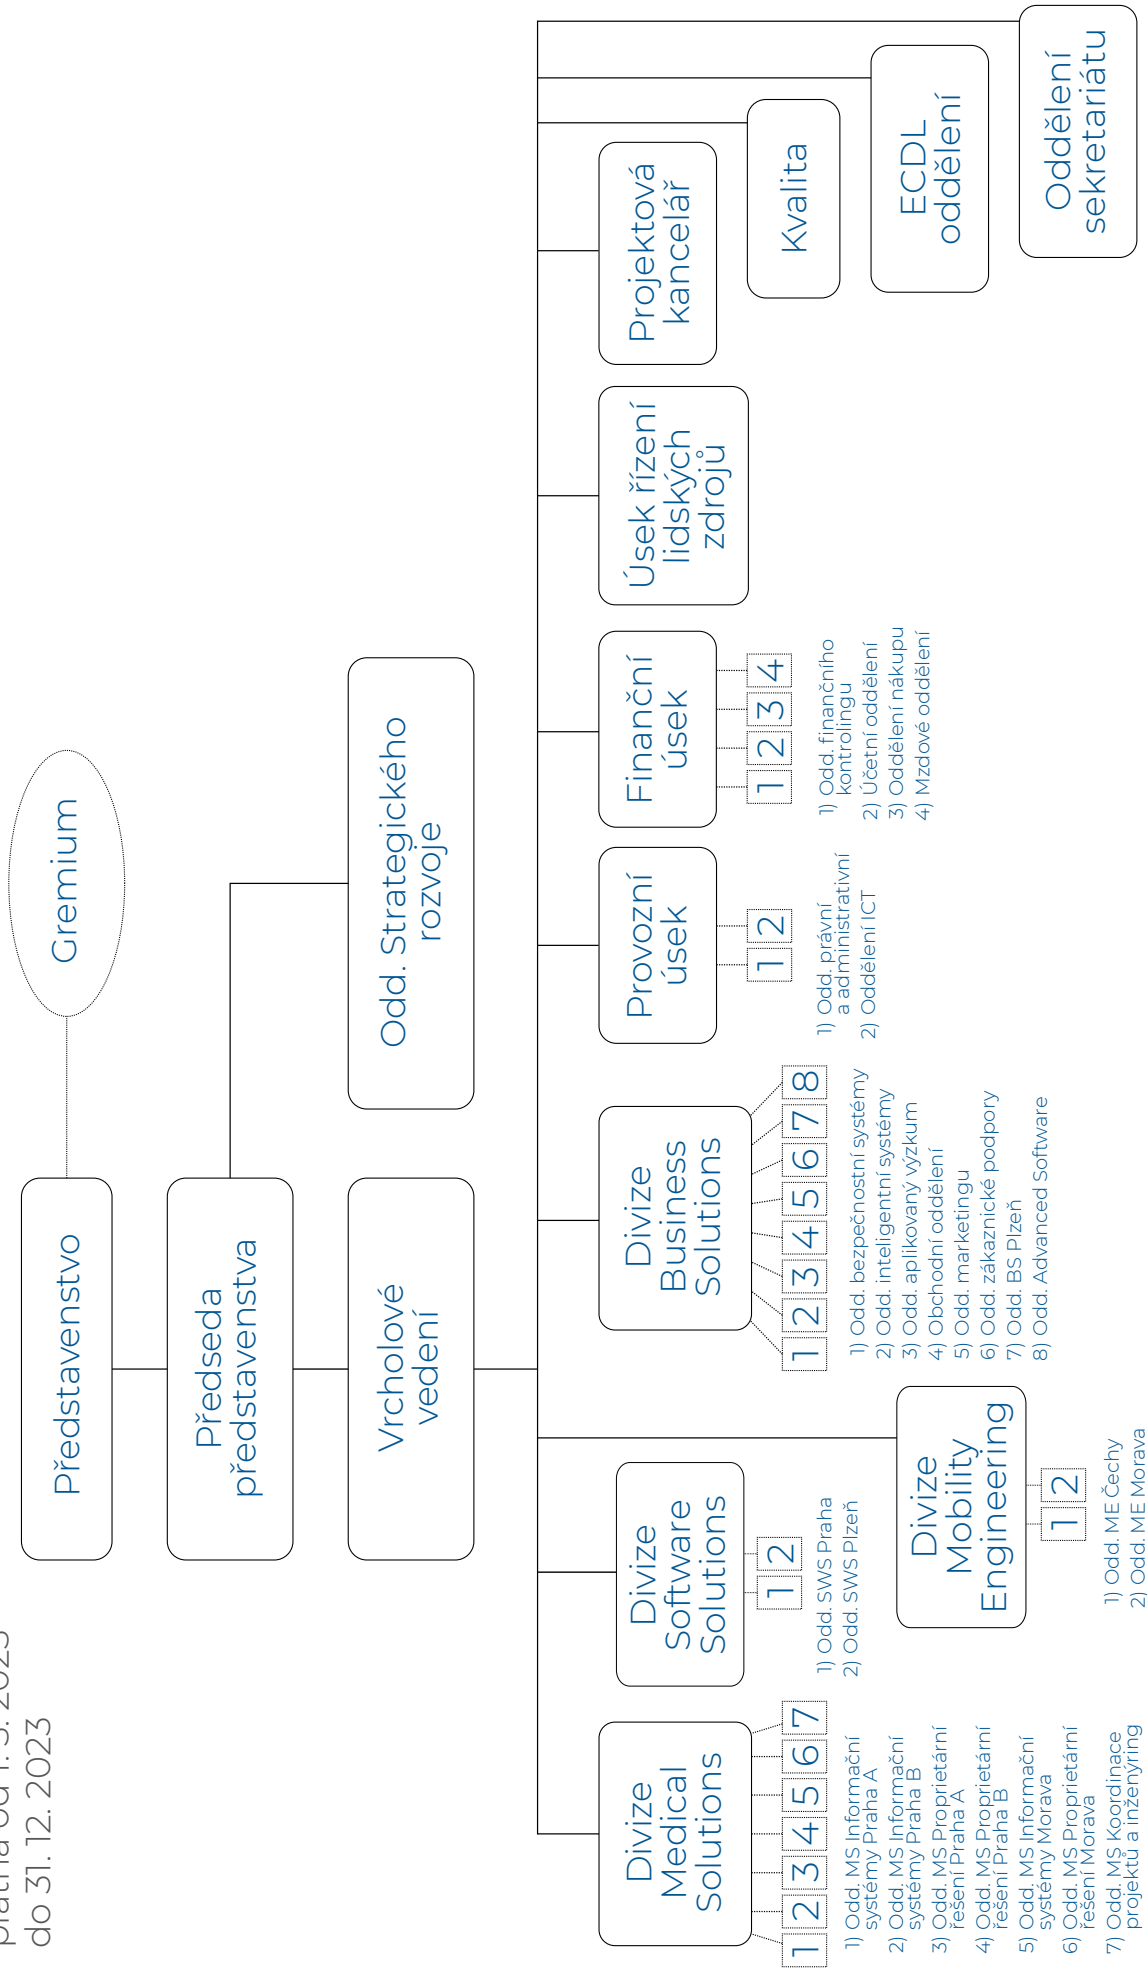 do 31. 12. 2023
Gremium
Představenstvo
Předseda
představenstva
Odd. Strategického
rozvoje
Vrcholové
vedení
Divize
Medical
Solutions
1 2 3 4 5 6 7
1) Odd. MS Informační
systémy Praha A
2) Odd. MS Informační
systémy Praha B
3) Odd. MS Proprietární
řešení Praha A
4) Odd. MS Proprietární
řešení Praha B
5) Odd. MS Informační
systémy Morava
6) Odd. MS Proprietární
řešení Morava
7) Odd. MS Koordinace
projektů a inženýring
Divize
Software
Solutions
1 2
1) Odd. SWS Praha
2) Odd. SWS Plzeň
Divize
Mobility
Engineering
1 2
1) Odd. ME Čechy
2) Odd. ME Morava
Divize
Business
Solutions
1 2 3 4 5 6 7 8
1) Odd. bezpečnostní systémy
2) Odd. inteligentní systémy
3) Odd. aplikovaný výzkum
4) Obchodní oddělení
5) Odd. marketingu
6) Odd. zákaznické podpory
7) Odd. BS Plzeň
8) Odd. Advanced Software
Provozní
úsek
1 2
1) Odd. právní
a administrativní
2) Oddělení ICT
Finanční
úsek
1 2 3 4
1) Odd. finančního
kontrolingu
2) Účetní oddělení
3) Oddělení nákupu
4) Mzdové oddělení
Úsek řízení
lidských
zdrojů
Projektová
kancelář
Kvalita
ECDL
oddělení
Oddělení
sekretariátu